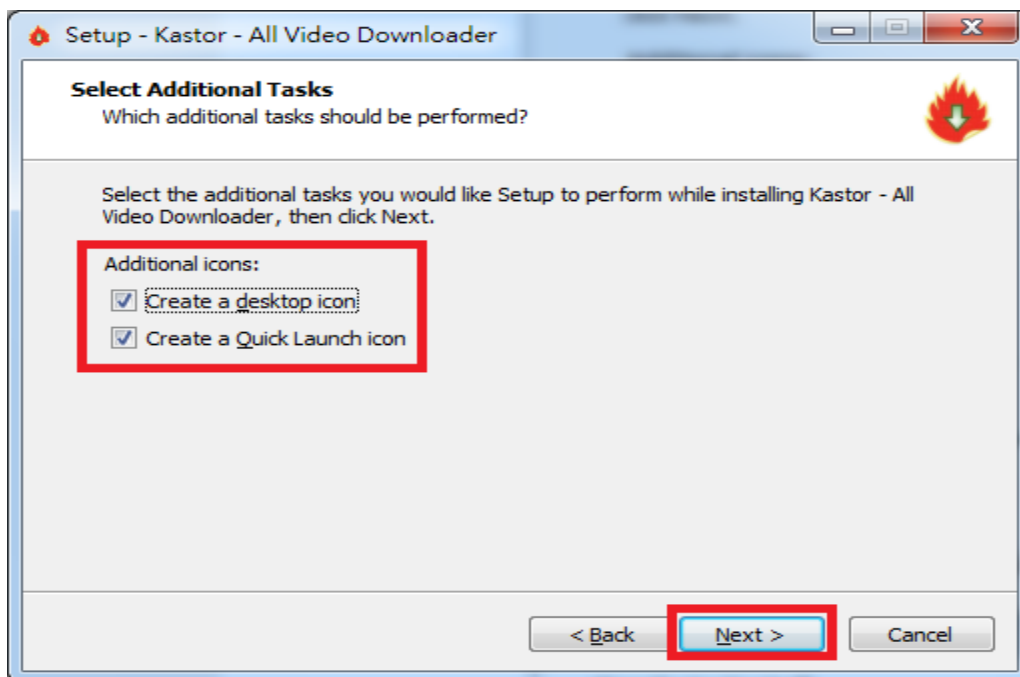 Setup - Kastor - All Video Downloader
Select Additional Tasks
Which additional tasks should be performed?
Select the additional tasks you would like Setup to perform while installing Kastor - All
Video Downloader, then click Next.
Additional icons:
Create a desktop icon
Create a Quick Launch icon
< Back
Next >
Cancel